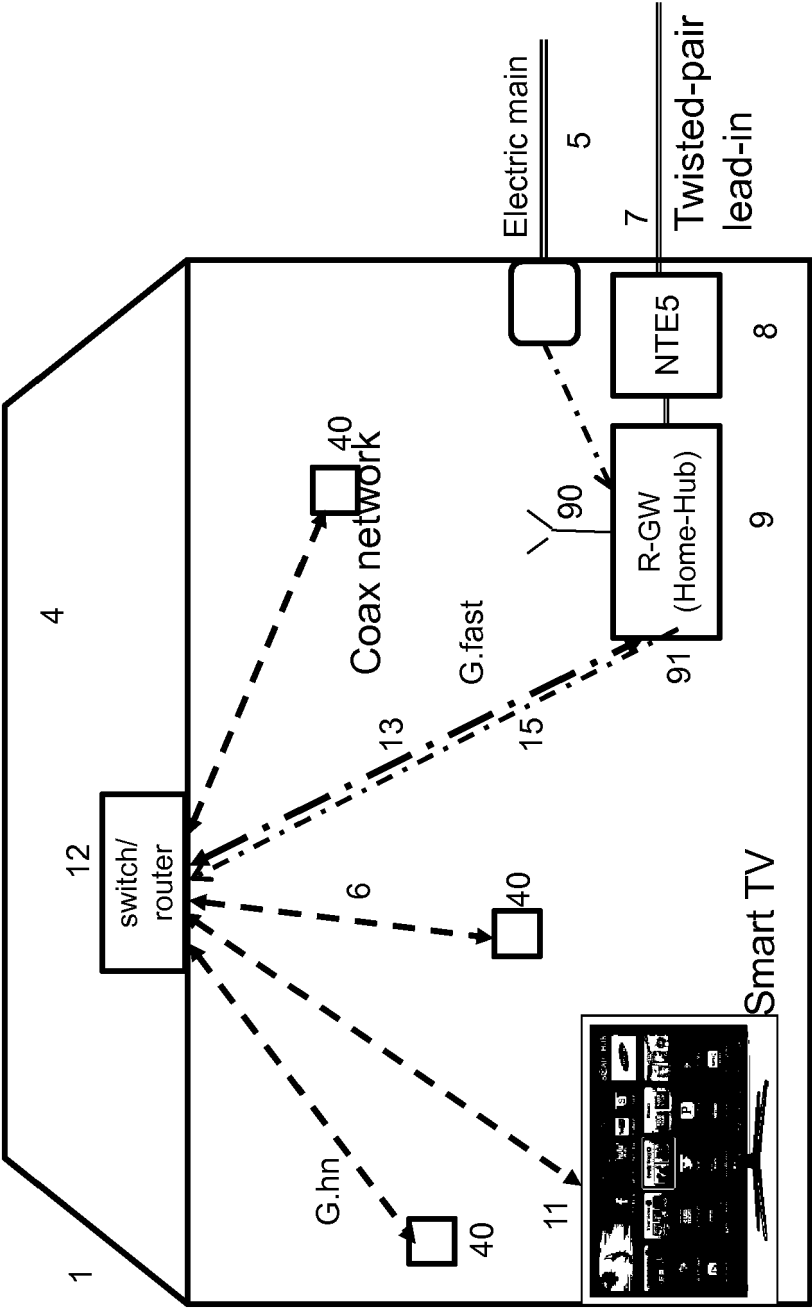 1
4
12
switch/
router
40
Coax network
G.hn
6
13
15
G.fast
90
Electric main
5
7
Twisted-pair
lead-in
NTE5
8
R-GW
(Home-Hub)
9
91
40
40
11
Smart TV